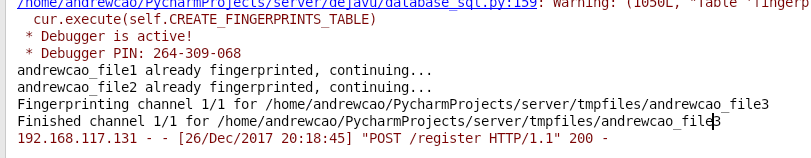 /home/andrewcao/PycharmProjects/server/dejavu/database_sql.py:159: Warning: (1050L, "Table 'fingerp
cur.execute(self.CREATE_FINGERPRINTS_TABLE)
* Debugger is active!
* Debugger PIN: 264-309-068
andrewcao_file1 already fingerprinted, continuing...
andrewcao_file2 already fingerprinted, continuing...
Fingerprinting channel 1/1 for /home/andrewcao/PycharmProjects/server/tmpfiles/andrewcao_file3
Finished channel 1/1 for /home/andrewcao/PycharmProjects/server/tmpfiles/andrewcao_file3
192.168.117.131 - - [26/Dec/2017 20:18:45] "POST /register HTTP/1.1" 200 -